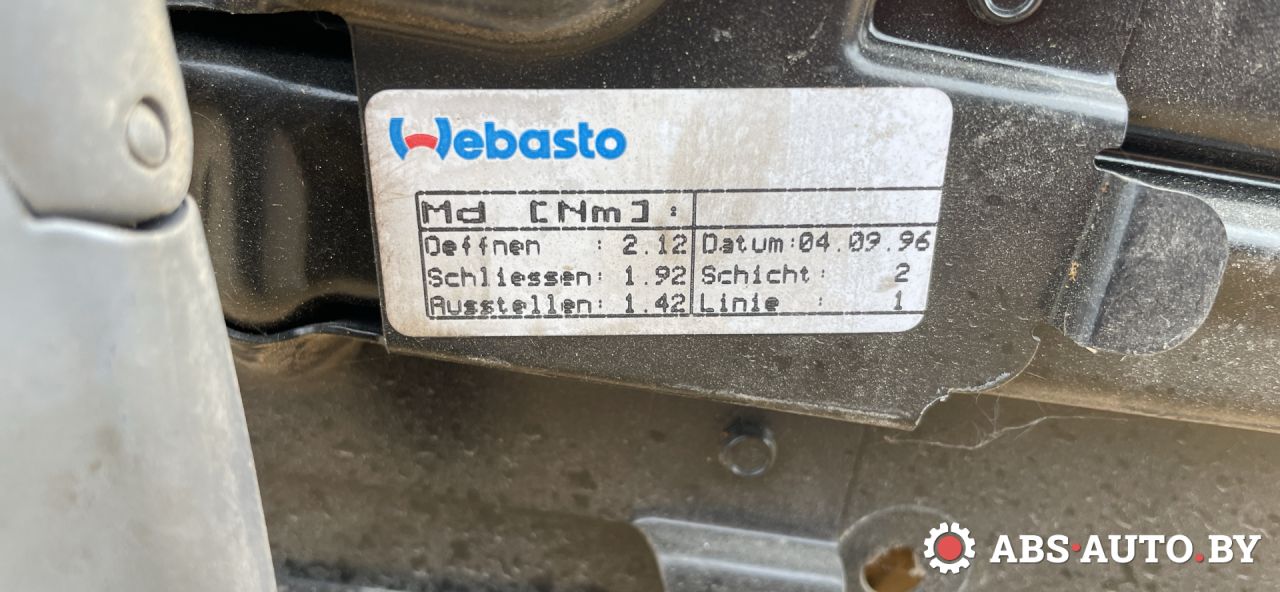 Webasto
Md [Nm]:
Oeffnen : 2.12 Datum:04.09.96
Schliessen: 1.92 Schicht: 2
Ausstellen: 1.42 Linie : 1
ABS·AUTO.BY